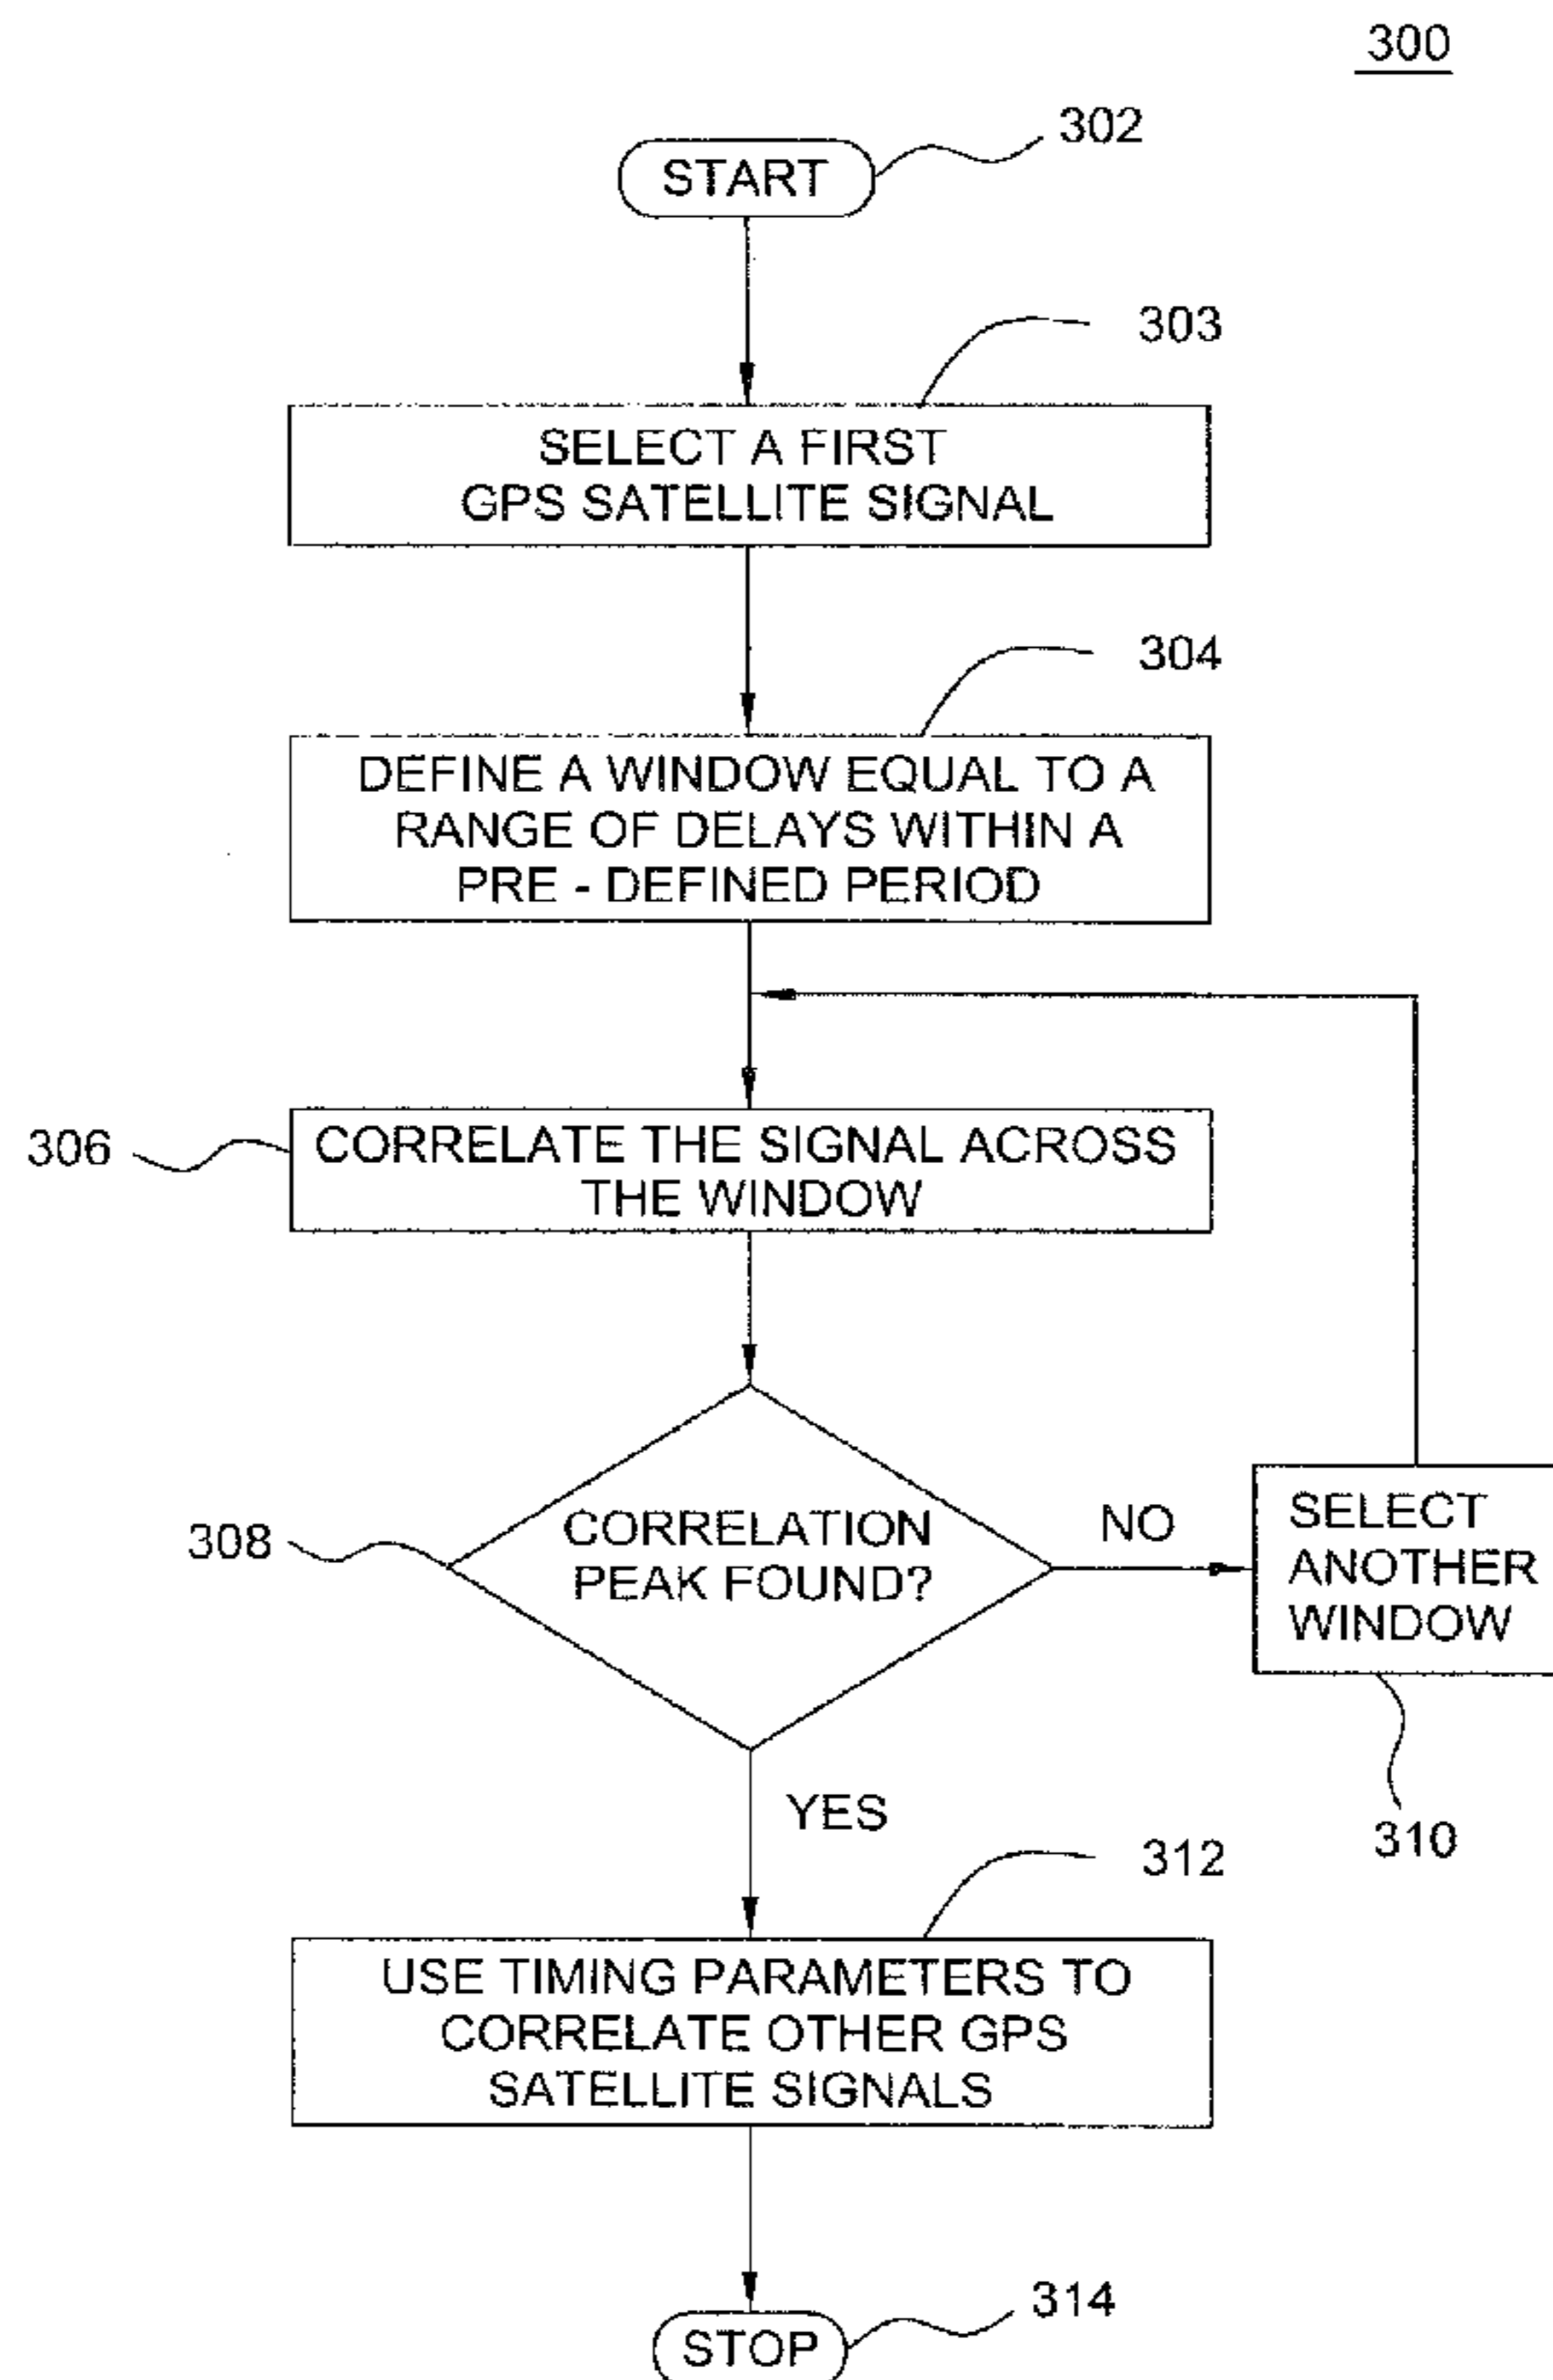 300
302
START
303
SELECT A FIRST
GPS SATELLITE SIGNAL
304
DEFINE A WINDOW EQUAL TO A
RANGE OF DELAYS WITHIN A
PRE - DEFINED PERIOD
306
CORRELATE THE SIGNAL ACROSS
THE WINDOW
308
CORRELATION
PEAK FOUND?
NO
SELECT
ANOTHER
WINDOW
310
YES
312
USE TIMING PARAMETERS TO
CORRELATE OTHER GPS
SATELLITE SIGNALS
314
STOP